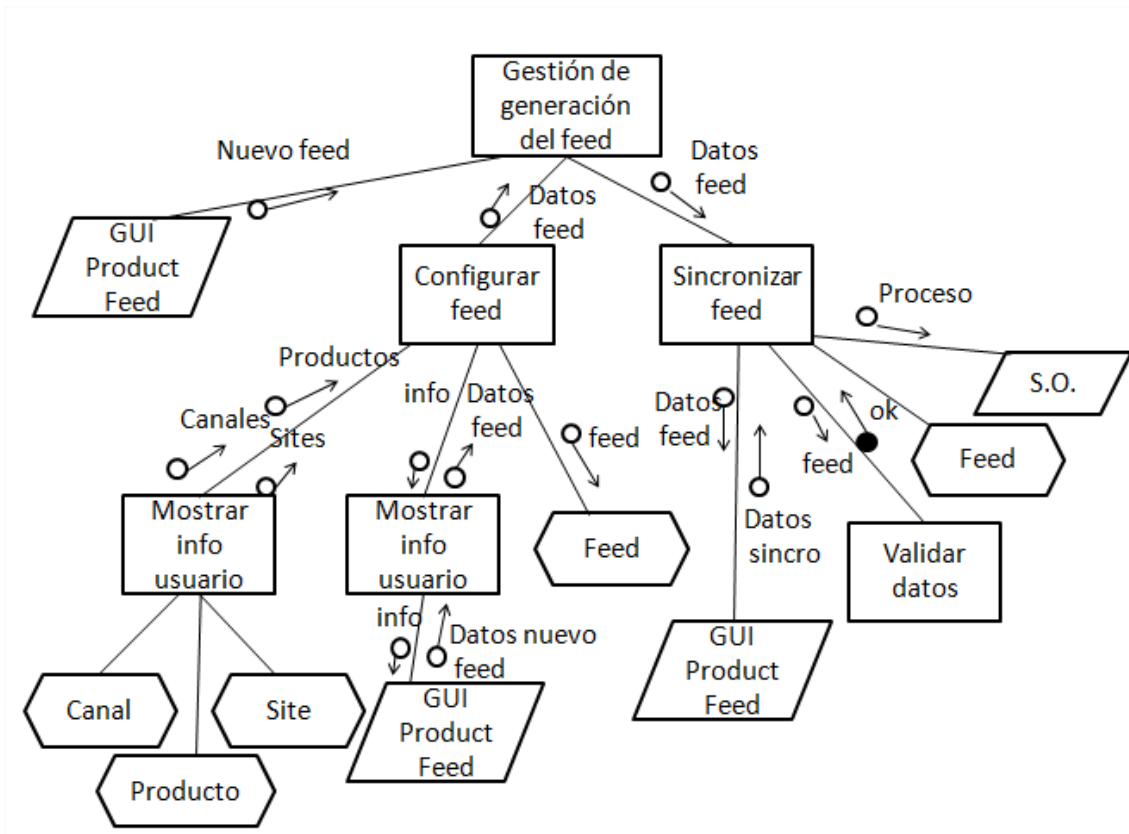 Gestión de
generación
del feed
Nuevo feed
Datos
feed
Datos
feed
GUI
Product
Feed
Configurar
feed
Sincronizar
feed
Proceso
S.O.
Productos
Canales
Sites
info
Datos
feed
feed
Datos
feed
feed
ok
Feed
Mostrar
info
usuario
Mostrar
info
usuario
Feed
Datos
sincro
Validar
datos
info
Datos nuevo
feed
GUI
Product
Feed
Canal
Site
Producto
GUI
Product
Feed